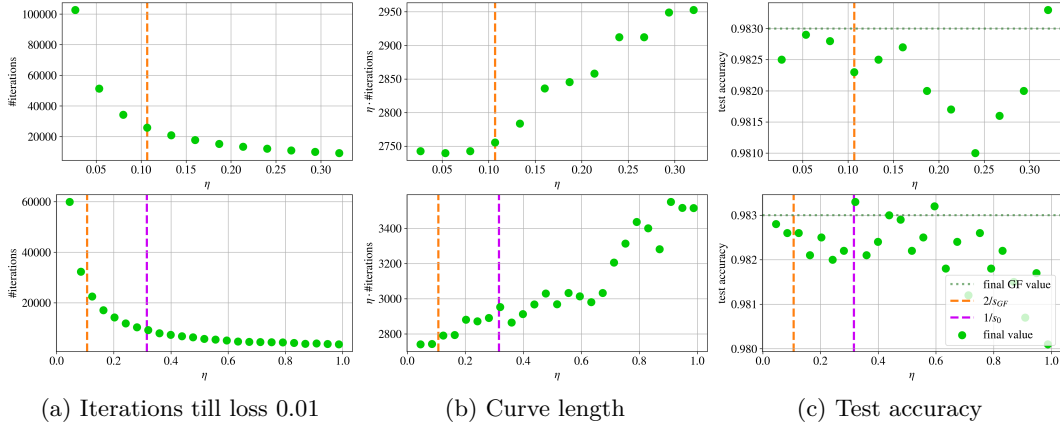 100000
80000
60000
40000
20000
#iterations
0.05 0.10 0.15 0.20 0.25 0.30
η
2950
2900
2850
2800
2750
η · #iterations
0.05 0.10 0.15 0.20 0.25 0.30
η
0.9830
0.9825
0.9820
0.9815
0.9810
test accuracy
0.05 0.10 0.15 0.20 0.25 0.30
η
60000
40000
20000
#iterations
0.0 0.2 0.4 0.6 0.8 1.0
η
3400
3200
3000
2800
η · #iterations
0.0 0.2 0.4 0.6 0.8 1.0
η
0.983
0.982
0.981
0.980
test accuracy
0.0 0.2 0.4 0.6 0.8 1.0
η
final GF value
2/s_GF
1/s_0
final value
(a) Iterations till loss 0.01
(b) Curve length
(c) Test accuracy